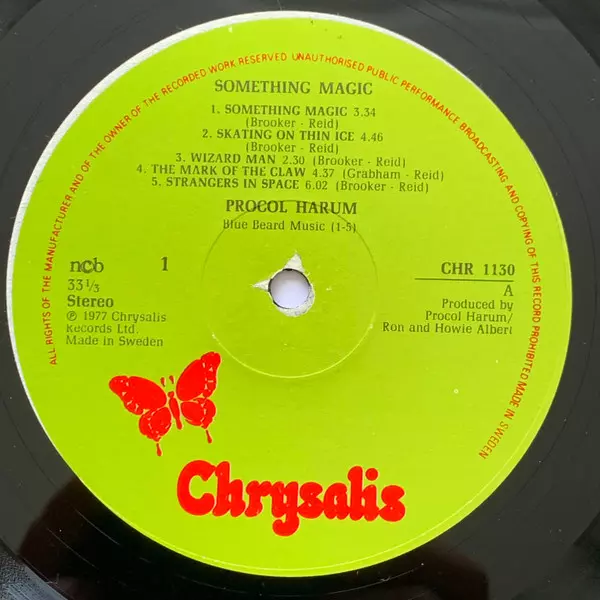 ALL RIGHTS OF THE MANUFACTURER AND OF THE OWNER OF THE RECORDED WORK RESERVED UNAUTHORISED PUBLIC PERFORMANCE BROADCASTING AND COPYING OF THIS RECORD PROHIBITED MADE IN SWEDEN
SOMETHING MAGIC
1. SOMETHING MAGIC 3.34
(Brooker - Reid)
2. SKATING ON THIN ICE 4.46
(Brooker - Reid)
3. WIZARD MAN 2.30 (Brooker - Reid)
4. THE MARK OF THE CLAW 4.37 (Grabham - Reid)
5. STRANGERS IN SPACE 6.02 (Brooker - Reid)
PROCOL HARUM
Blue Beard Music (1-5)
ncb 1
33 1/3
Stereo
℗ 1977 Chrysalis
Records Ltd.
Made in Sweden
CHR 1130
A
Produced by
Procol Harum/
Ron and Howie Albert
Chrysalis